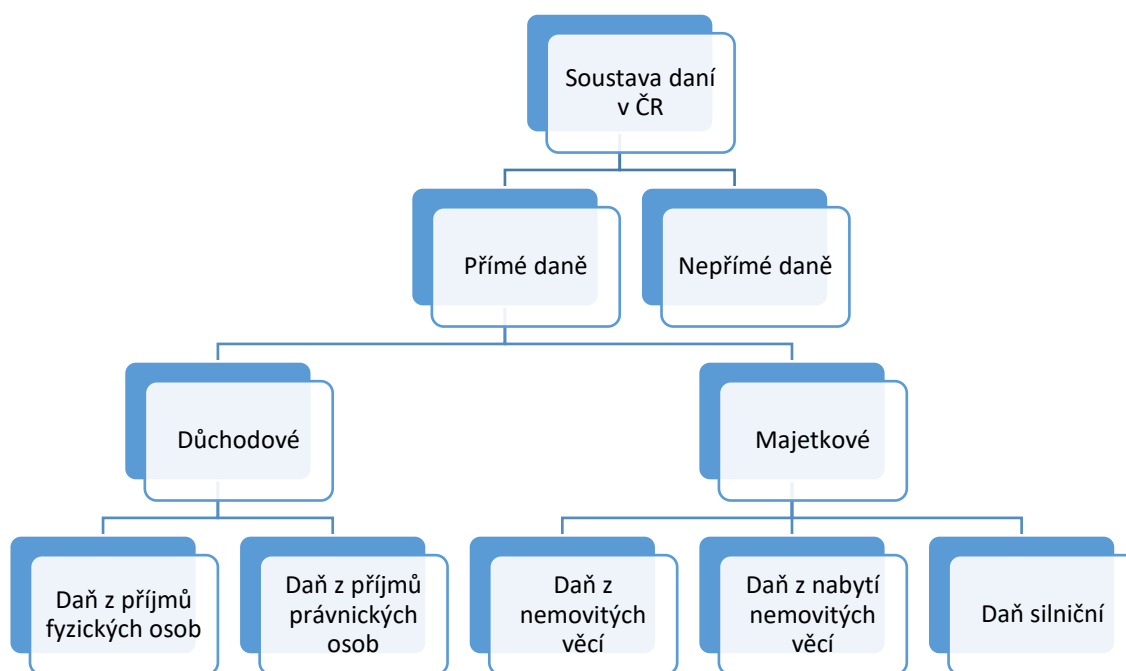 Soustava daní
v ČR
Přímé daně
Nepřímé daně
Důchodové
Majetkové
Daň z příjmů
fyzických osob
Daň z příjmů
právnických
osob
Daň z
nemovitých
věcí
Daň z nabytí
nemovitých
věcí
Daň silniční